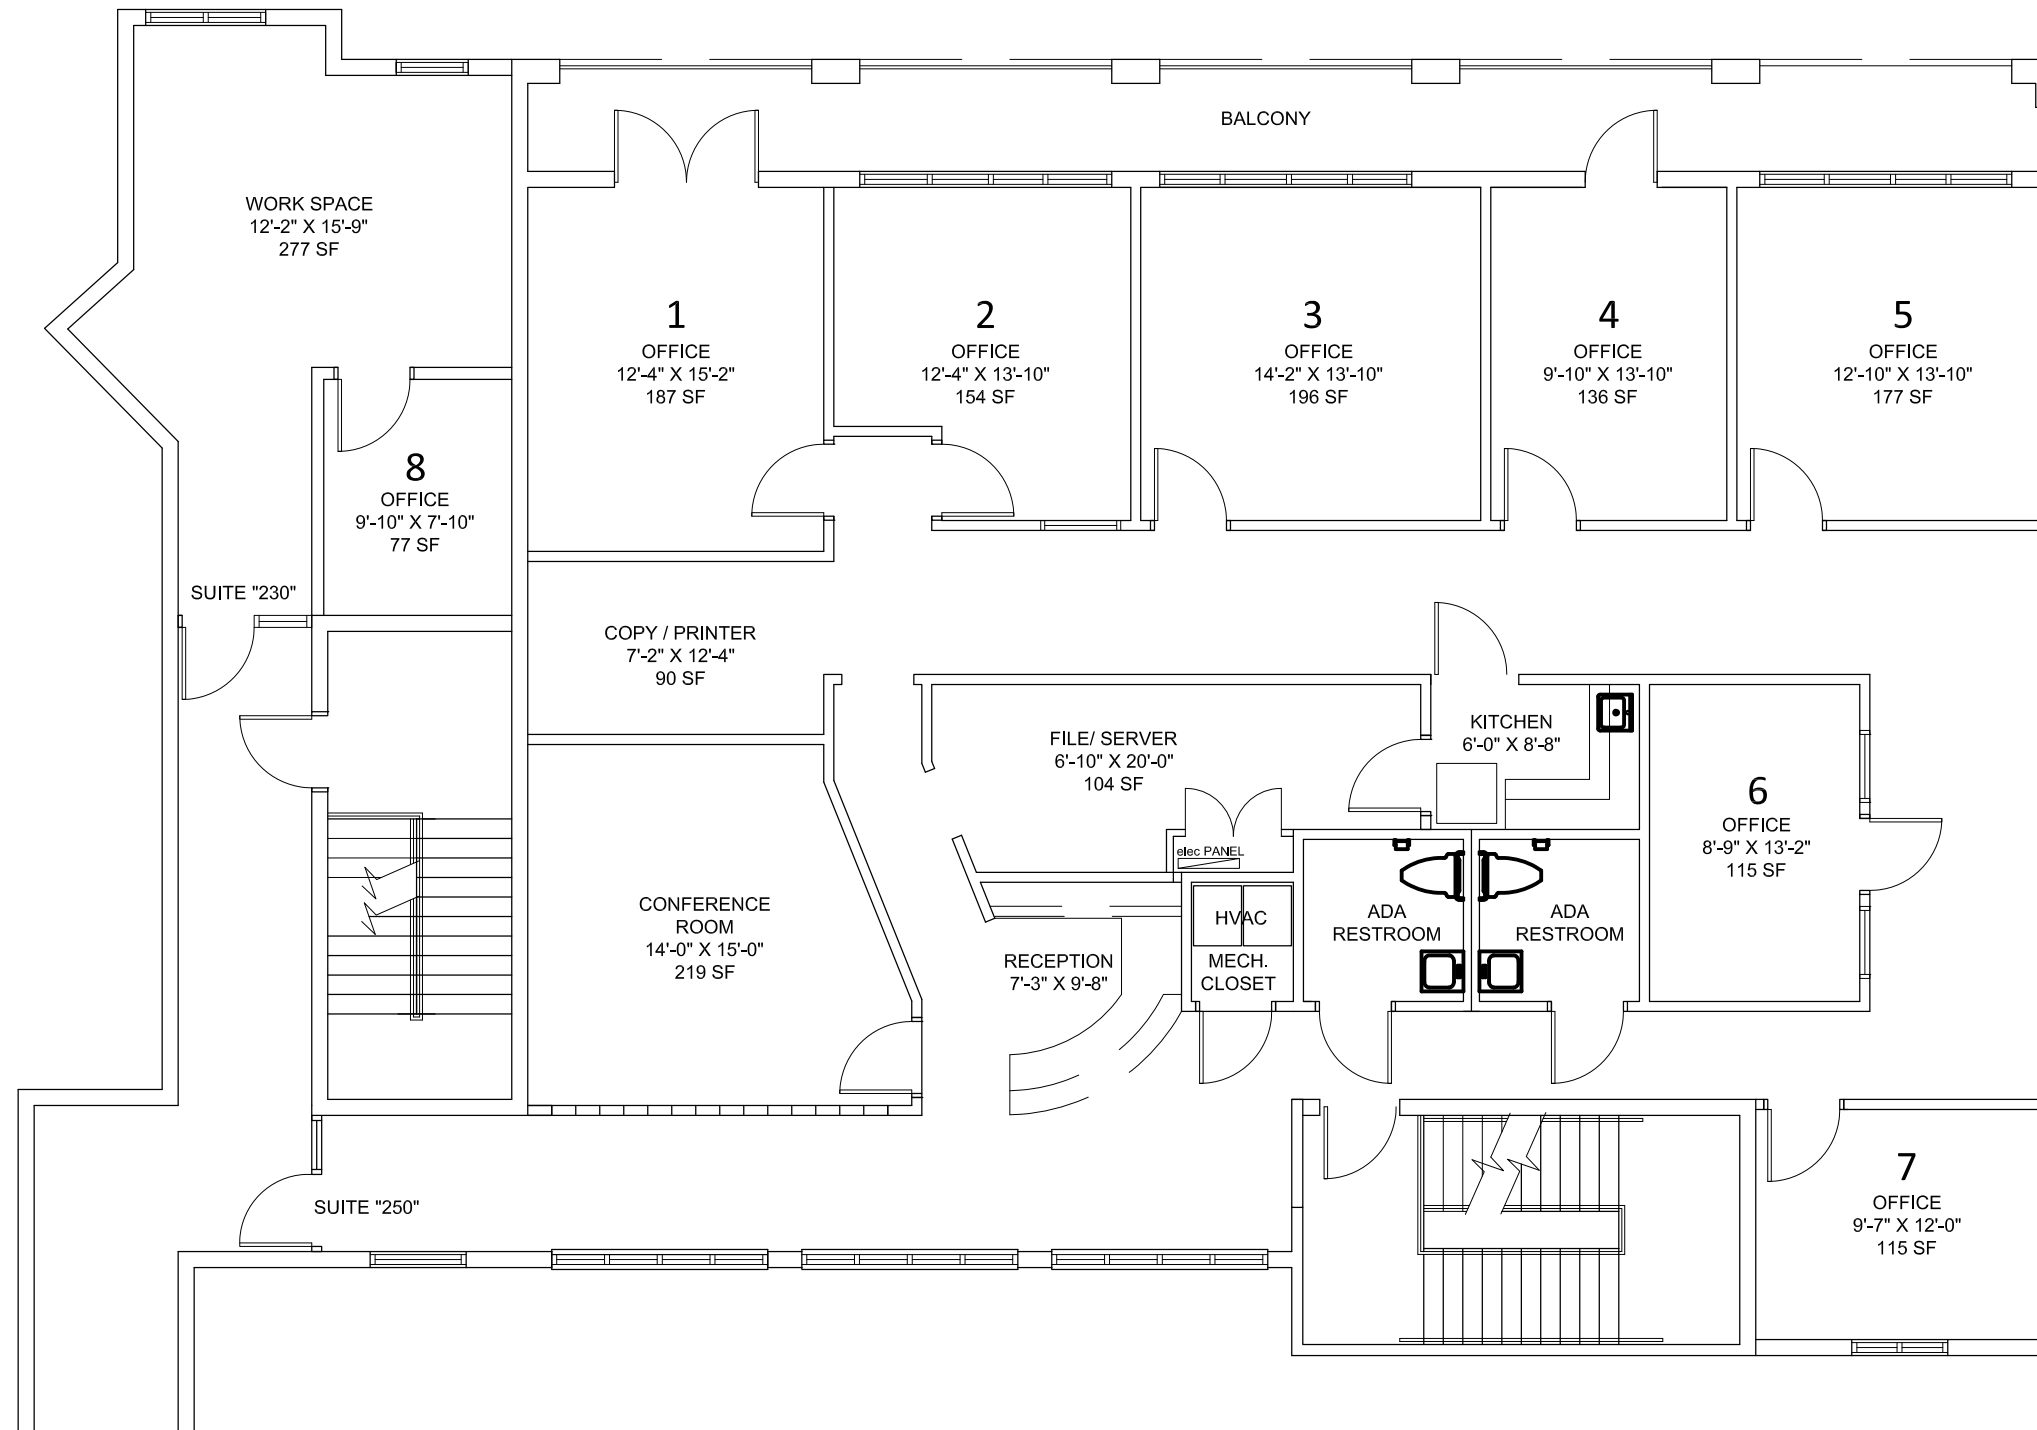 BALCONY
WORK SPACE
12'-2" X 15'-9"
277 SF
1
OFFICE
12'-4" X 15'-2"
187 SF
2
OFFICE
12'-4" X 13'-10"
154 SF
3
OFFICE
14'-2" X 13'-10"
196 SF
4
OFFICE
9'-10" X 13'-10"
136 SF
5
OFFICE
12'-10" X 13'-10"
177 SF
8
OFFICE
9'-10" X 7'-10"
77 SF
SUITE "230"
COPY / PRINTER
7'-2" X 12'-4"
90 SF
FILE/ SERVER
6'-10" X 20'-0"
104 SF
KITCHEN
6'-0" X 8'-8"
6
OFFICE
8'-9" X 13'-2"
115 SF
elec PANEL
CONFERENCE
ROOM
14'-0" X 15'-0"
219 SF
RECEPTION
7'-3" X 9'-8"
HVAC
MECH.
CLOSET
ADA
RESTROOM
ADA
RESTROOM
SUITE "250"
7
OFFICE
9'-7" X 12'-0"
115 SF